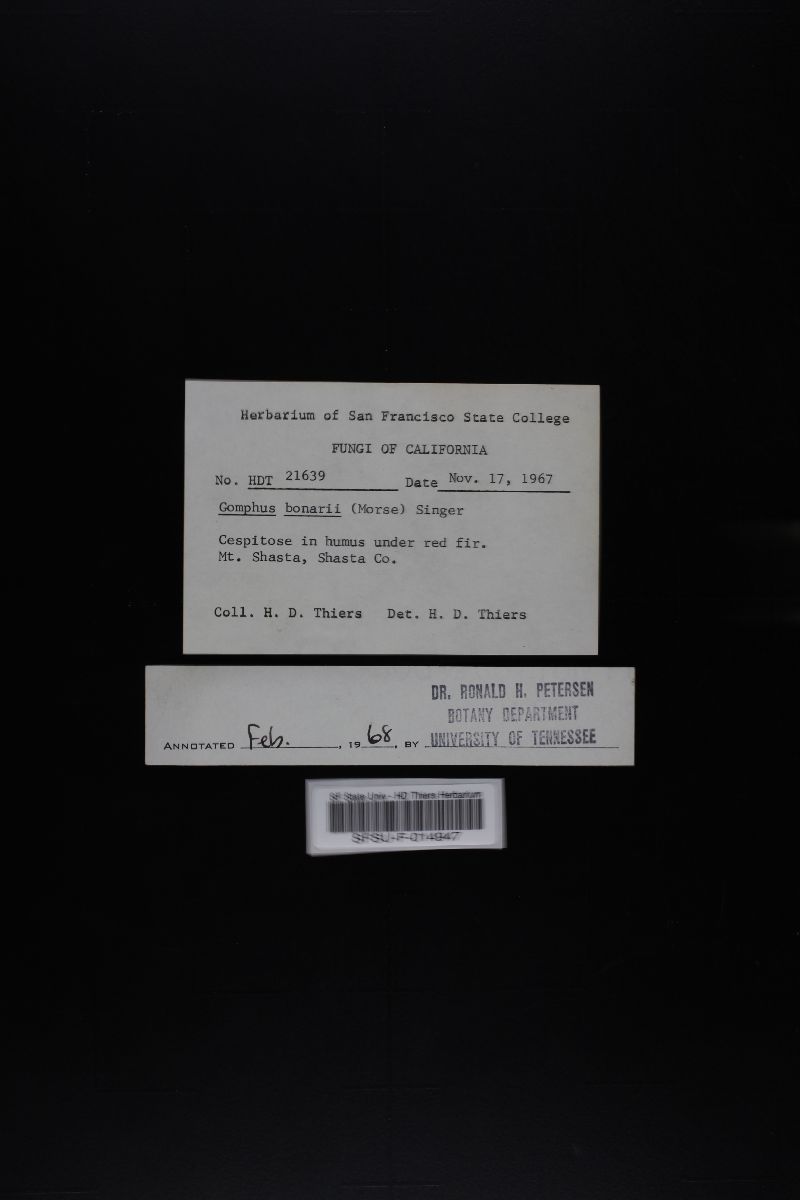 Herbarium of San Francisco State College
FUNGI OF CALIFORNIA
No. HDT 21639 Date Nov. 17, 1967
Gomphus bonarii (Morse) Singer
Cespitose in humus under red fir.
Mt. Shasta, Shasta Co.
Coll. H. D. Thiers Det. H. D. Thiers
DR. RONALD H. PETERSEN
BOTANY DEPARTMENT
ANNOTATED Feb. , 19 68, BY UNIVERSITY OF TENNESSEE
SF State Univ. - HD Thiers Herbarium
SFSU-F-014947